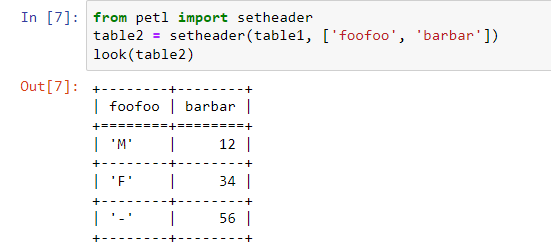 In [7]: from petl import setheader
table2 = setheader(table1, ['foofoo', 'barbar'])
look(table2)
Out[7]: +--------+--------+
| foofoo | barbar |
+========+========+
| 'M'    |     12 |
+--------+--------+
| 'F'    |     34 |
+--------+--------+
| '-'    |     56 |
+--------+--------+